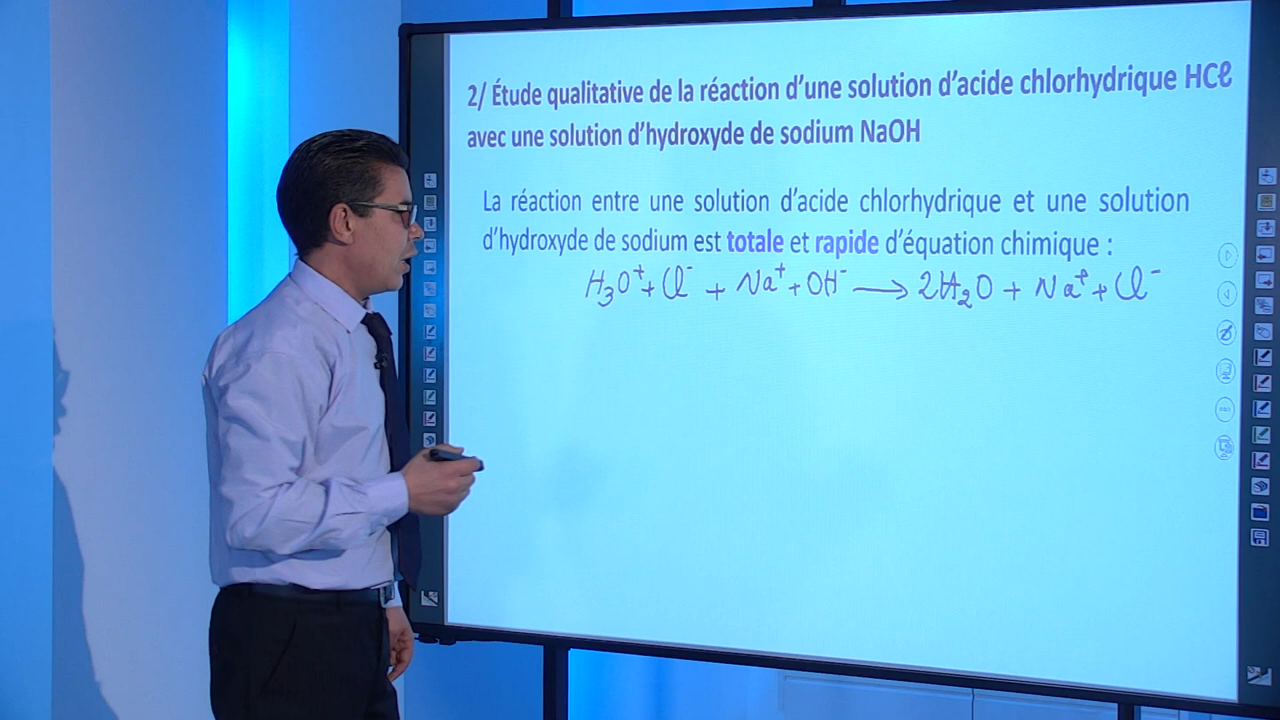 2/ Étude qualitative de la réaction d'une solution d'acide chlorhydrique HCℓ
avec une solution d'hydroxyde de sodium NaOH
La réaction entre une solution d'acide chlorhydrique et une solution
d'hydroxyde de sodium est totale et rapide d'équation chimique :
H₃O⁺ + Cl⁻ + Na⁺ + OH⁻ → 2H₂O + Na⁺ + Cl⁻